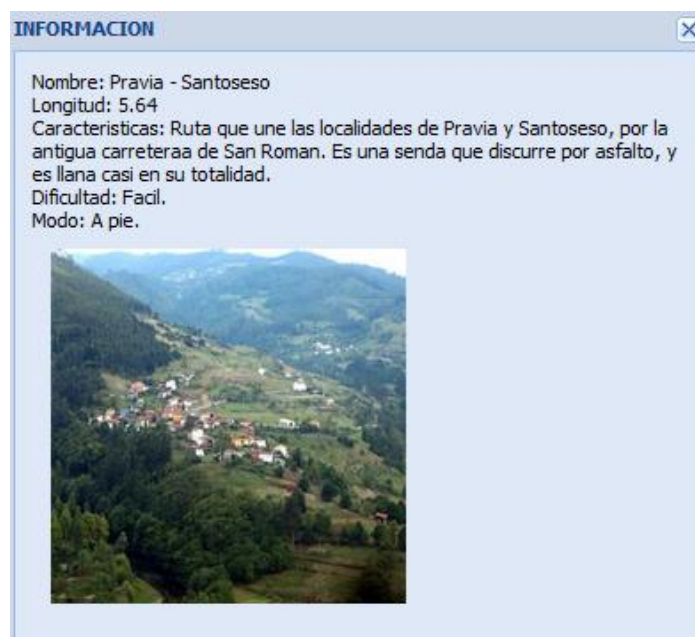 INFORMACION
Nombre: Pravia - Santoseso
Longitud: 5.64
Caracteristicas: Ruta que une las localidades de Pravia y Santoseso, por la
antigua carreteraa de San Roman. Es una senda que discurre por asfalto, y
es llana casi en su totalidad.
Dificultad: Facil.
Modo: A pie.